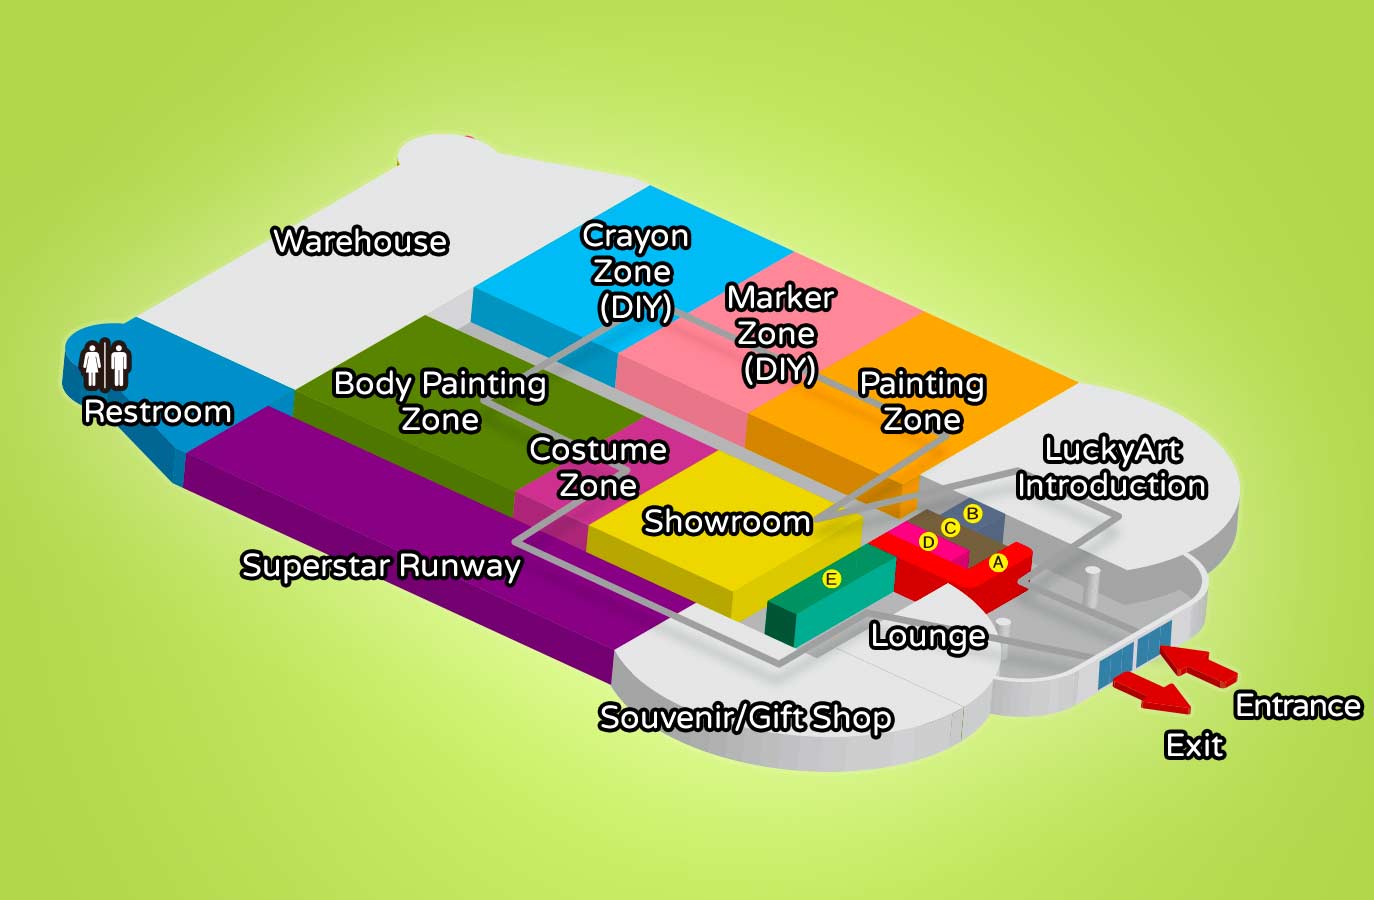 Warehouse
Crayon
Zone
(DIY)
Marker
Zone
(DIY)
Painting
Zone
Body Painting
Zone
Restroom
Costume
Zone
LuckyArt
Introduction
Showroom
B
C
D
A
E
Superstar Runway
Lounge
Souvenir/Gift Shop
Entrance
Exit